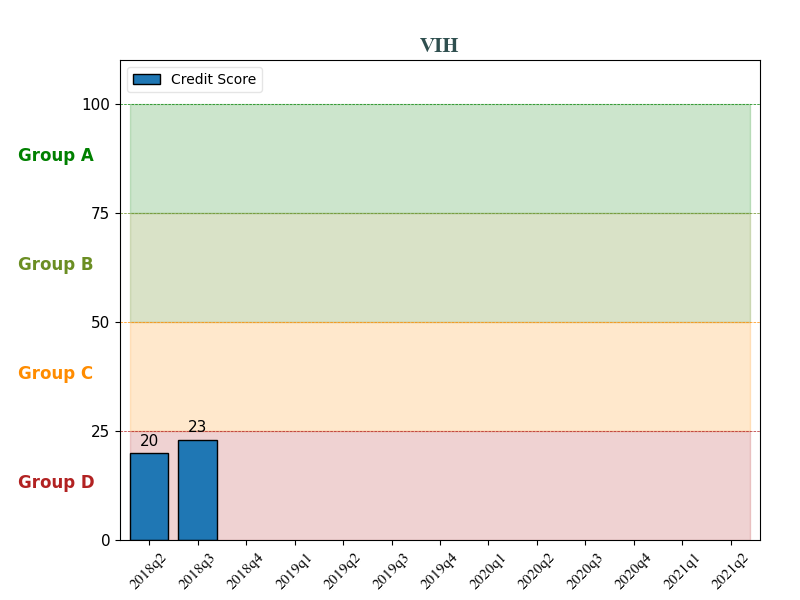 VIH
Credit Score
100
Group A
75
Group B
50
Group C
25
20
23
Group D
0
2018q2
2018q3
2018q4
2019q1
2019q2
2019q3
2019q4
2020q1
2020q2
2020q3
2020q4
2021q1
2021q2